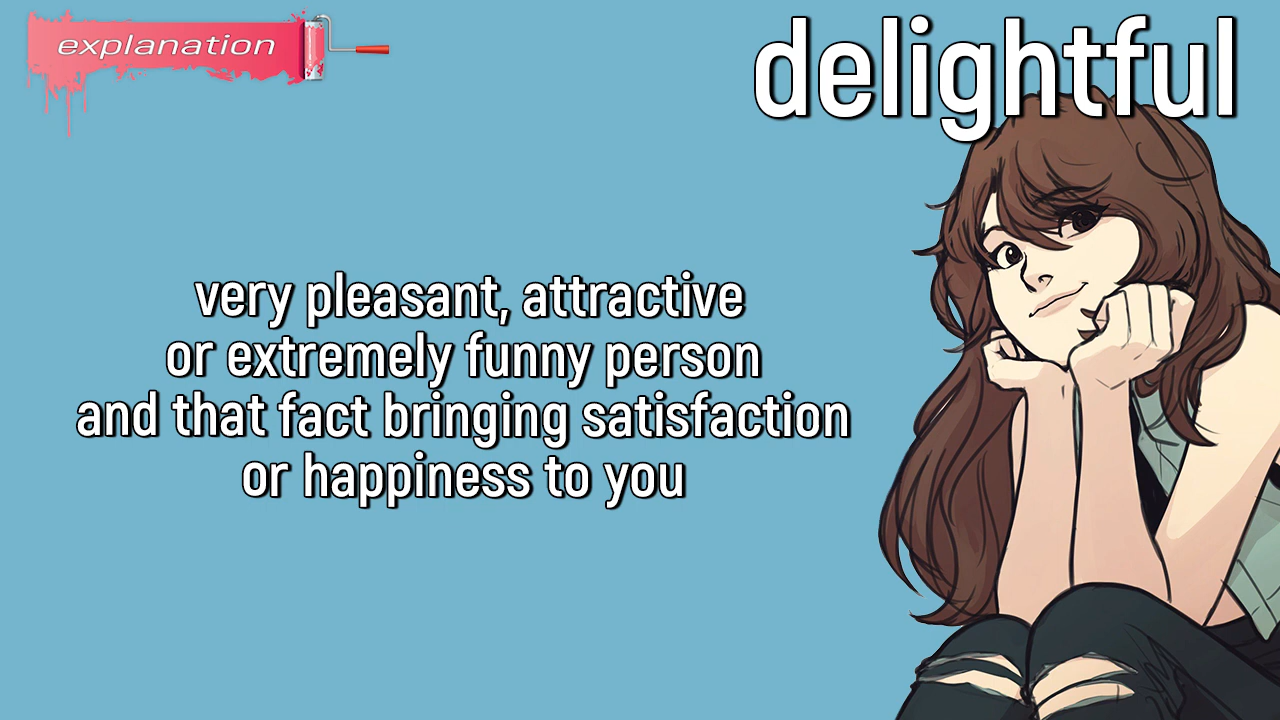 explanation
delightful
very pleasant, attractive
or extremely funny person
and that fact bringing satisfaction
or happiness to you